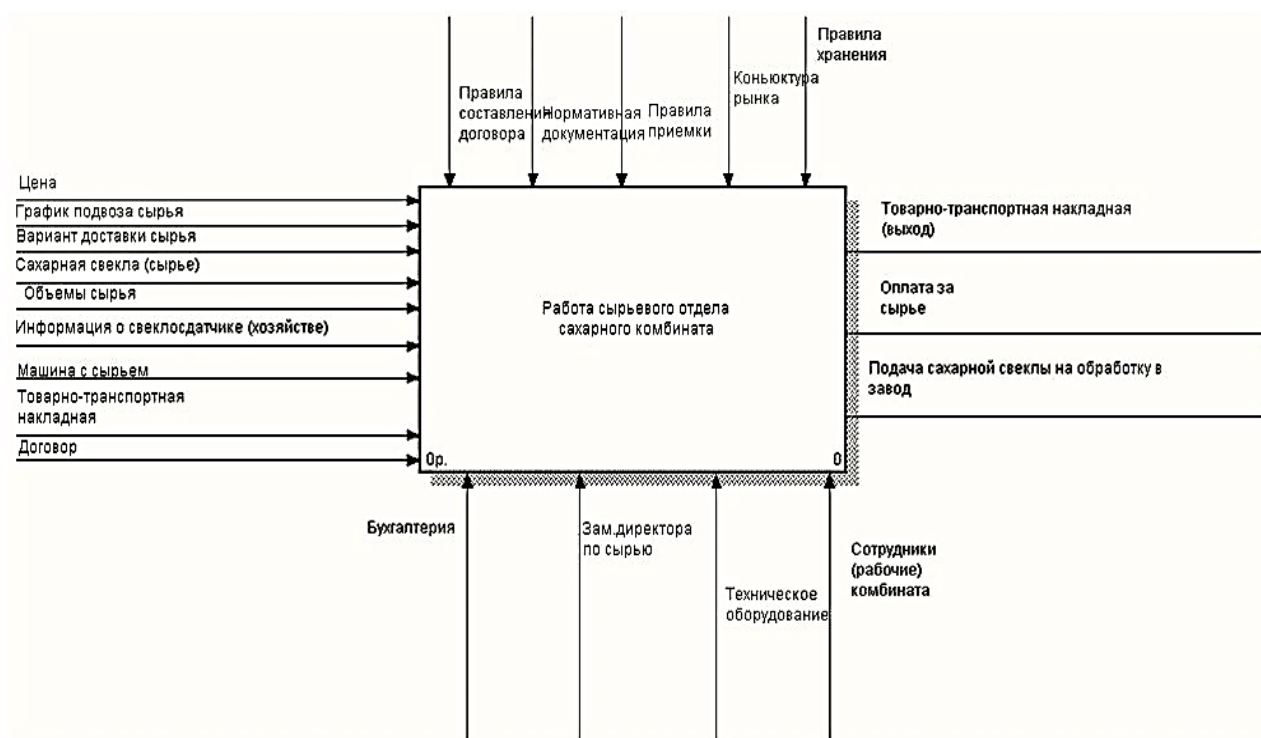 Правила
хранения
Коньюктура
рынка
Правила
составления
договора
Нормативная
документация
Правила
приемки
Цена
График подвоза сырья
Вариант доставки сырья
Сахарная свекла (сырье)
Объемы сырья
Информация о свеклосдатчике (хозяйстве)
Машина с сырьем
Товарно-транспортная
накладная
Договор
Работа сырьевого отдела
сахарного комбината
0р.
0
Товарно-транспортная накладная
(выход)
Оплата за
сырье
Подача сахарной свеклы на обработку в
завод
Бухгалтерия
Зам.директора
по сырью
Техническое
оборудование
Сотрудники
(рабочие)
комбината